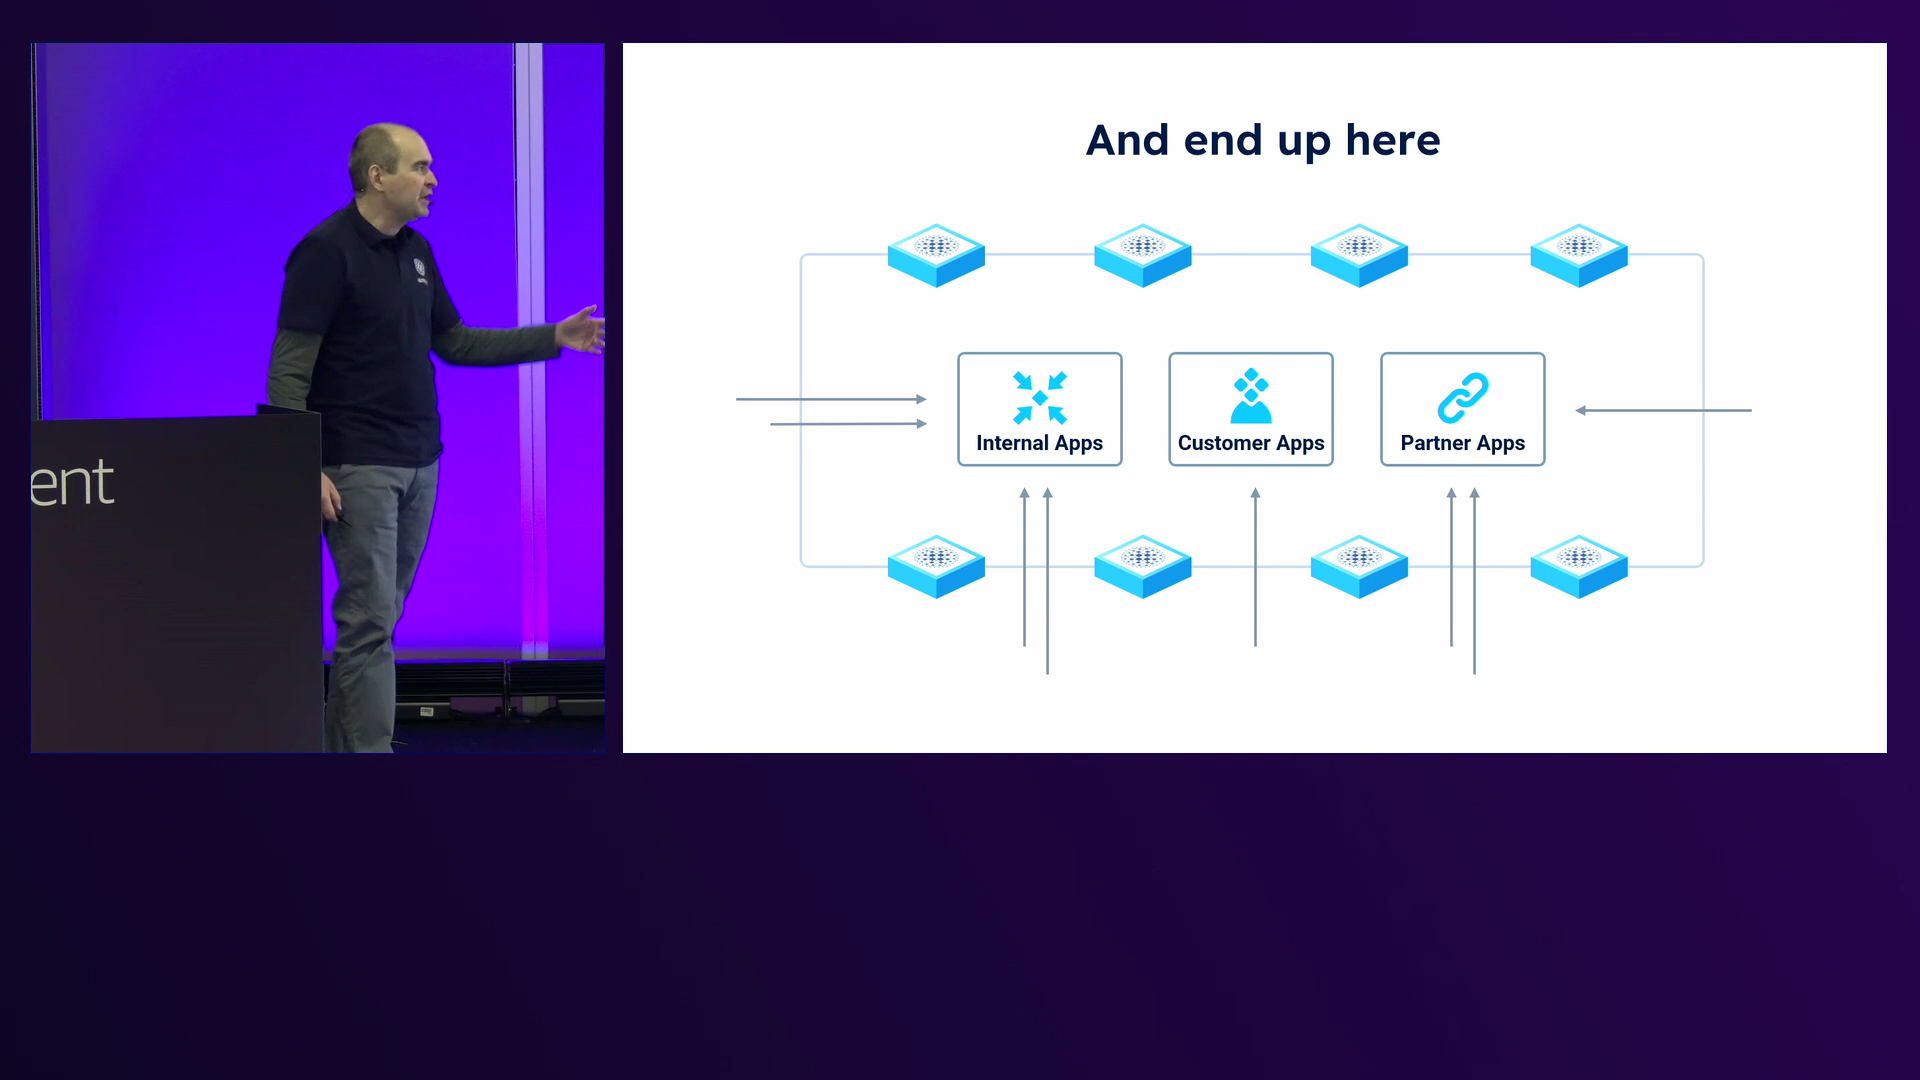 ent
And end up here
Internal Apps
Customer Apps
Partner Apps